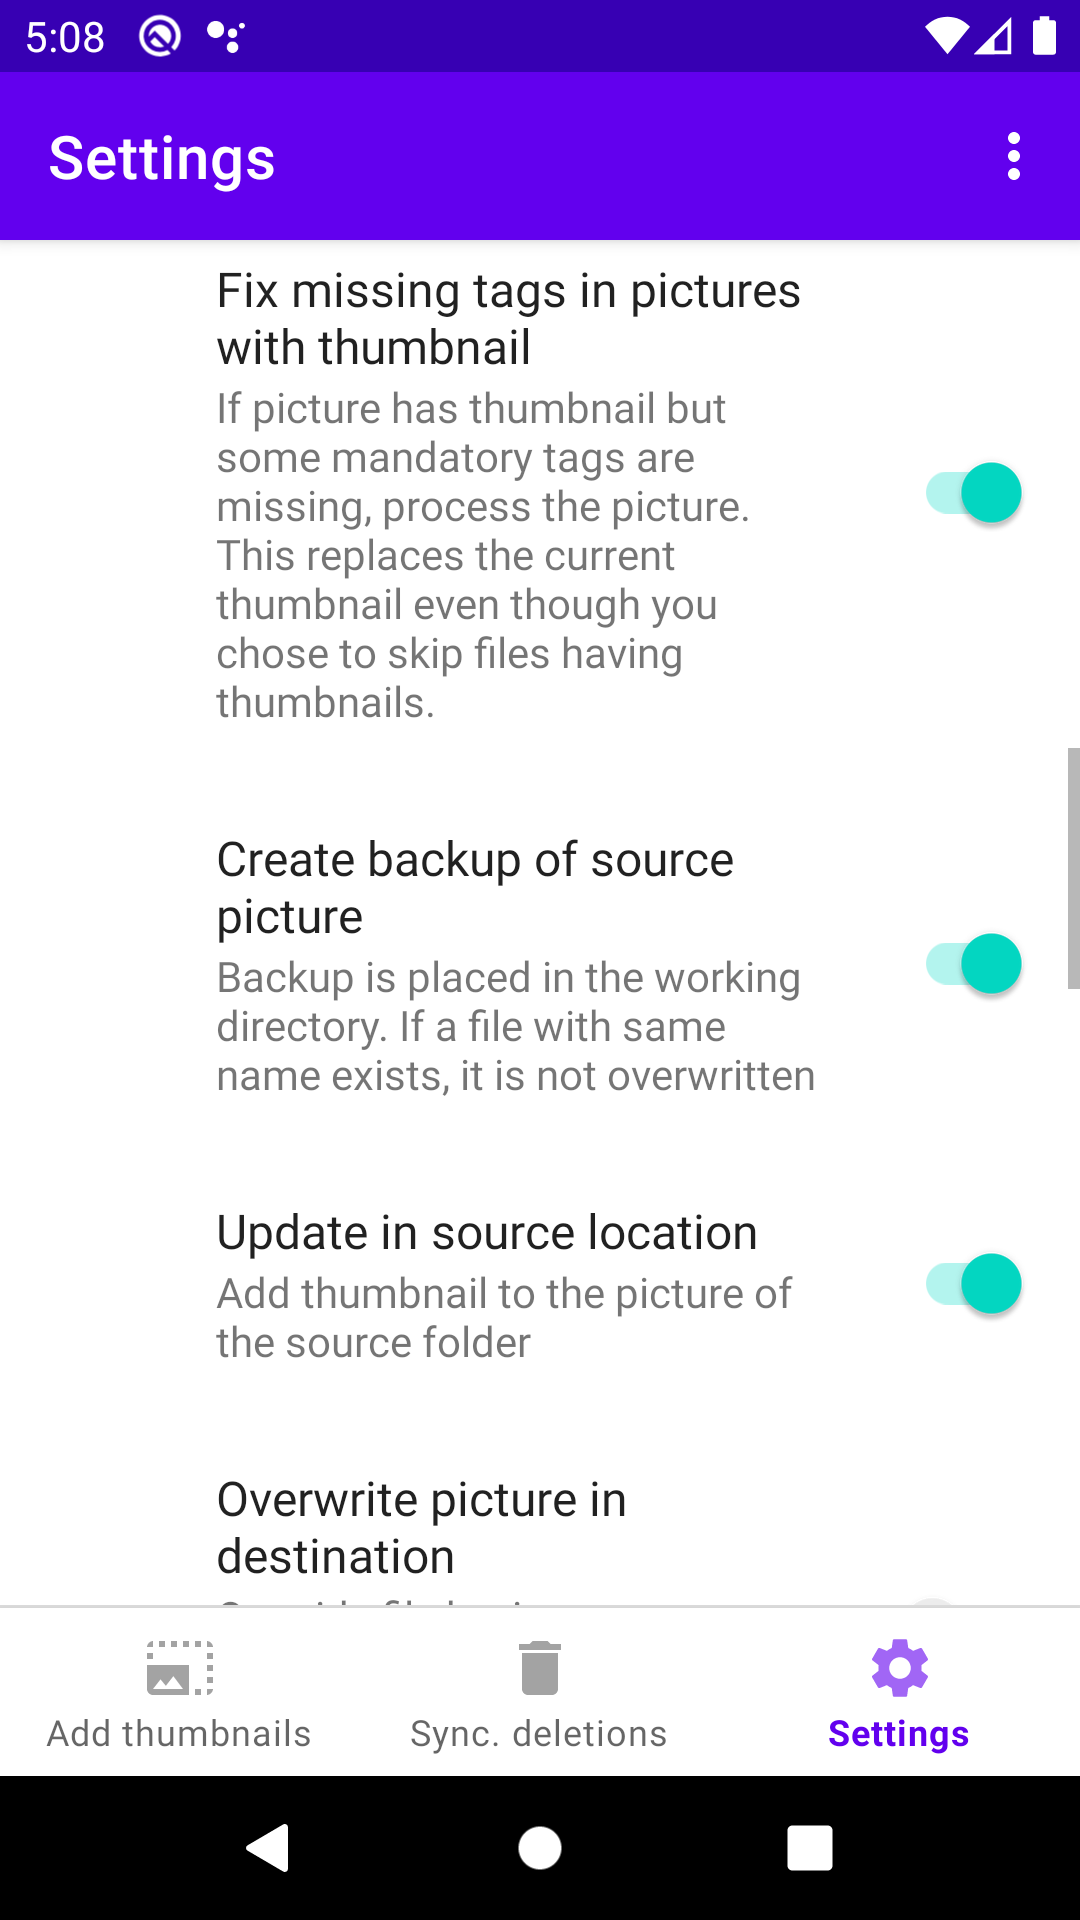 5:08
Settings
Fix missing tags in pictures
with thumbnail
If picture has thumbnail but
some mandatory tags are
missing, process the picture.
This replaces the current
thumbnail even though you
chose to skip files having
thumbnails.
Create backup of source
picture
Backup is placed in the working
directory. If a file with same
name exists, it is not overwritten
Update in source location
Add thumbnail to the picture of
the source folder
Overwrite picture in
destination
Add thumbnails
Sync. deletions
Settings